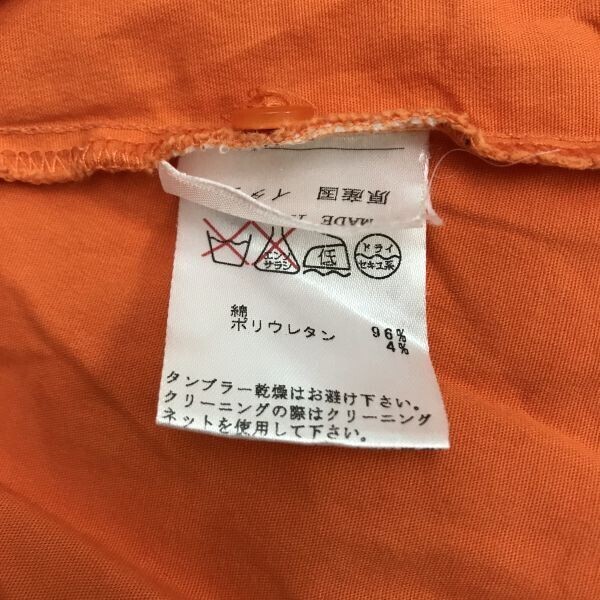 原産国 イタ
MADE I
エンソ
サラシ
低
ドライ
セキユ系
綿 96%
ポリウレタン 4%
タンブラー乾燥はお避け下さい。
クリーニングの際はクリーニング
ネットを使用して下さい。